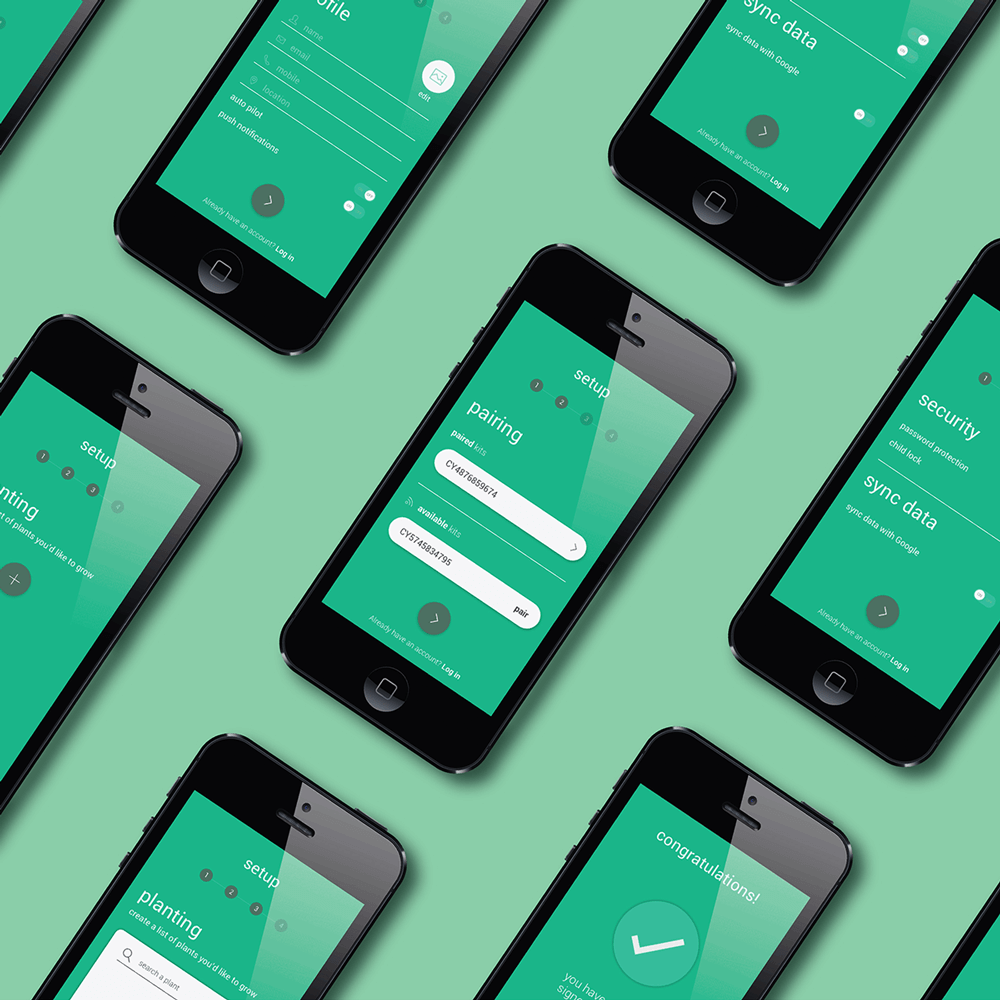 ofile
name
email
mobile
location
edit
auto pilot
push notifications
Already have an account? Log in
sync data
sync data with Google
Already have an account? Log in
setup
1 2 3 4
pairing
paired kits
CY4876859674
available kits
CY5745834795
pair
Already have an account? Log in
setup
1 2 3 4
nting
st of plants you'd like to grow
1
security
password protection
child lock
sync data
sync data with Google
Already have an account? Log in
setup
1 2 3 4
planting
create a list of plants you'd like to grow
search a plant
congratulations!
you have
signe